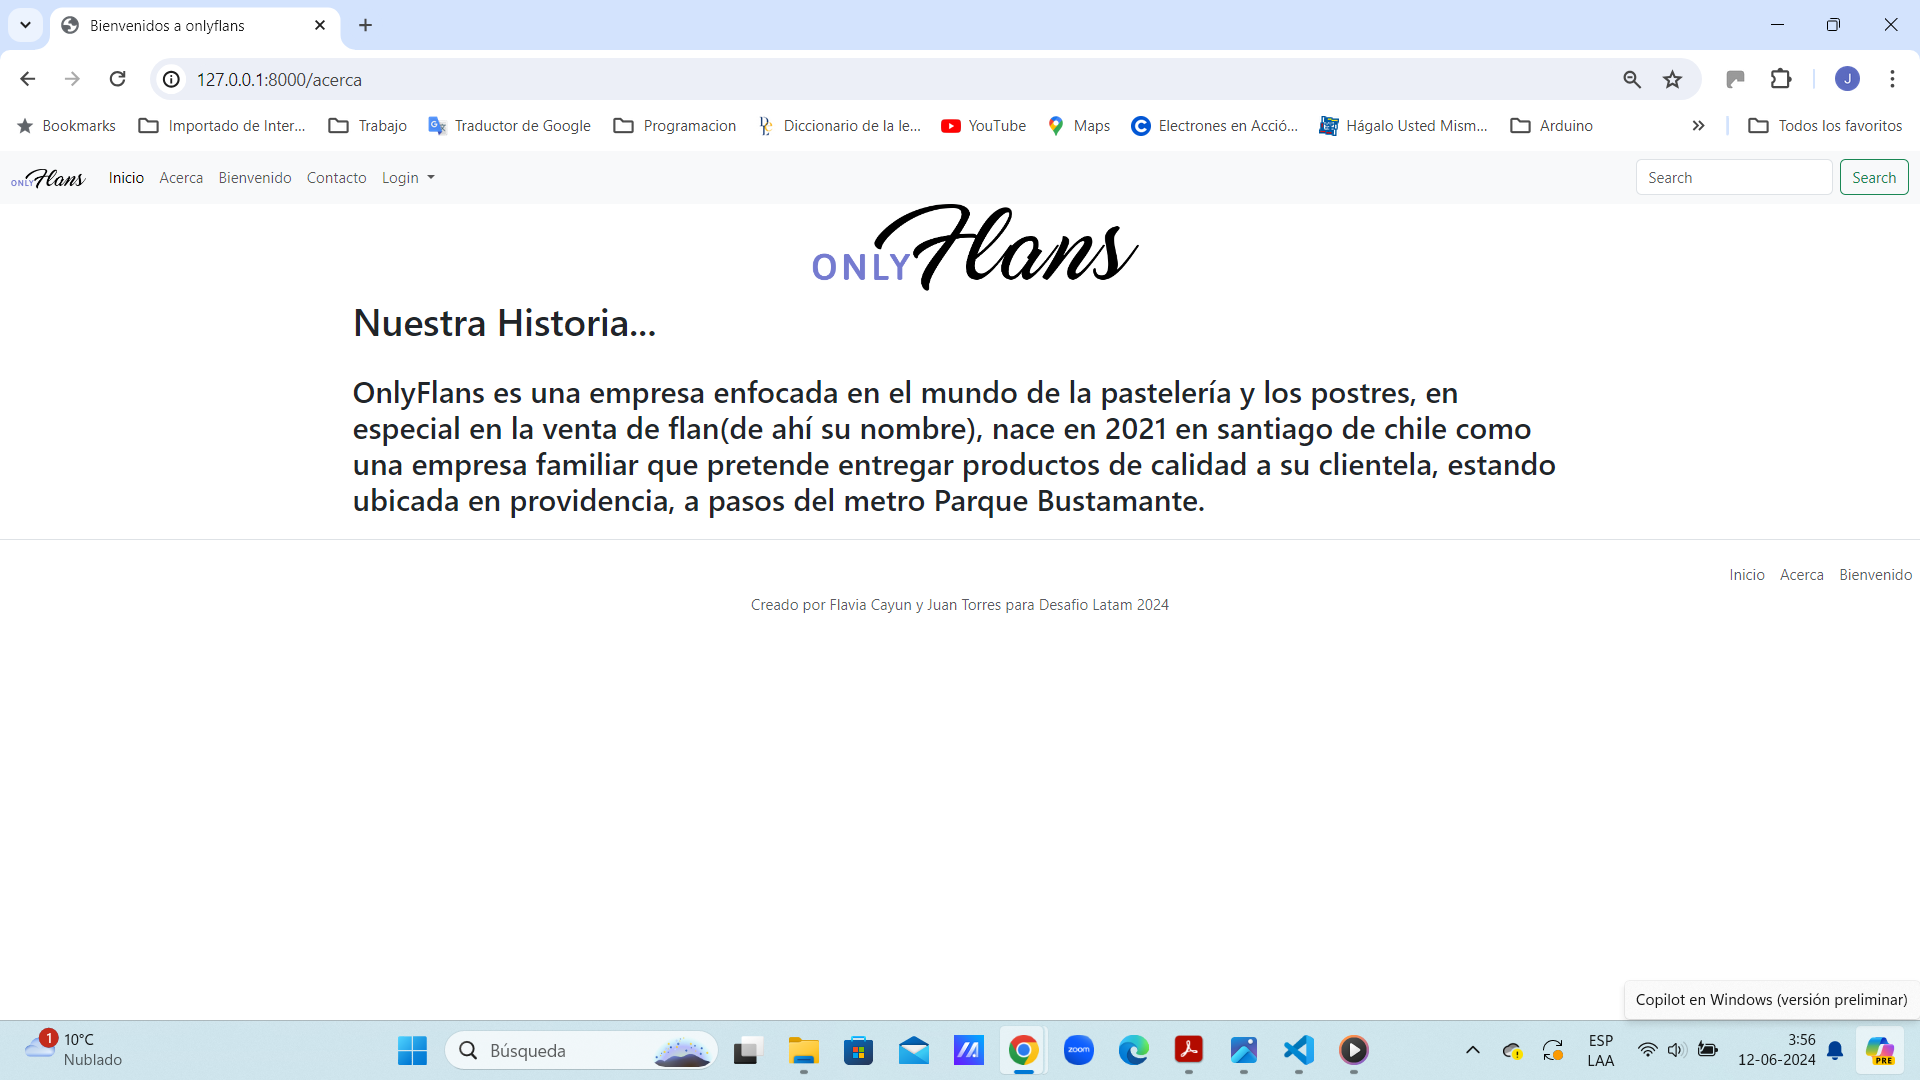 Bienvenidos a onlyflans
127.0.0.1:8000/acerca
J
Bookmarks Importado de Inter... Trabajo Traductor de Google Programacion Diccionario de la le... YouTube Maps Electrones en Acció... Hágalo Usted Mism... Arduino Todos los favoritos
ONLY Flans Inicio Acerca Bienvenido Contacto Login Search Search
ONLY Flans
Nuestra Historia...
OnlyFlans es una empresa enfocada en el mundo de la pastelería y los postres, en
especial en la venta de flan(de ahí su nombre), nace en 2021 en santiago de chile como
una empresa familiar que pretende entregar productos de calidad a su clientela, estando
ubicada en providencia, a pasos del metro Parque Bustamante.
Inicio Acerca Bienvenido
Creado por Flavia Cayun y Juan Torres para Desafio Latam 2024
Copilot en Windows (versión preliminar)
1 10°C
Nublado
Búsqueda
zoom
ESP
LAA
3:56
12-06-2024
PRE